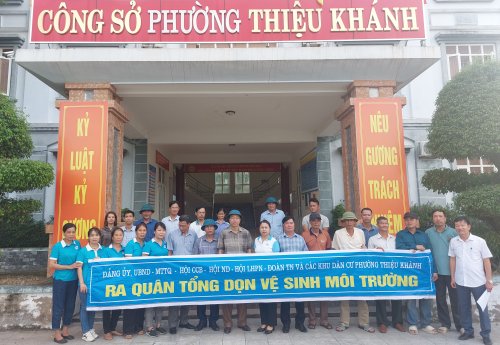 CÔNG SỞ PHƯỜNG THIỆU KHÁNH
KỶ
LUẬT
KỶ
CƯƠNG
NÊU
GƯƠNG
TRÁCH
ĐẢNG ỦY, UBND - MTTQ - HỘI CCB - HỘI ND - HỘI LHPN - ĐOÀN TN VÀ CÁC KHU DÂN CƯ PHƯỜNG THIỆU KHÁNH
RA QUÂN TỔNG DỌN VỆ SINH MÔI TRƯỜNG